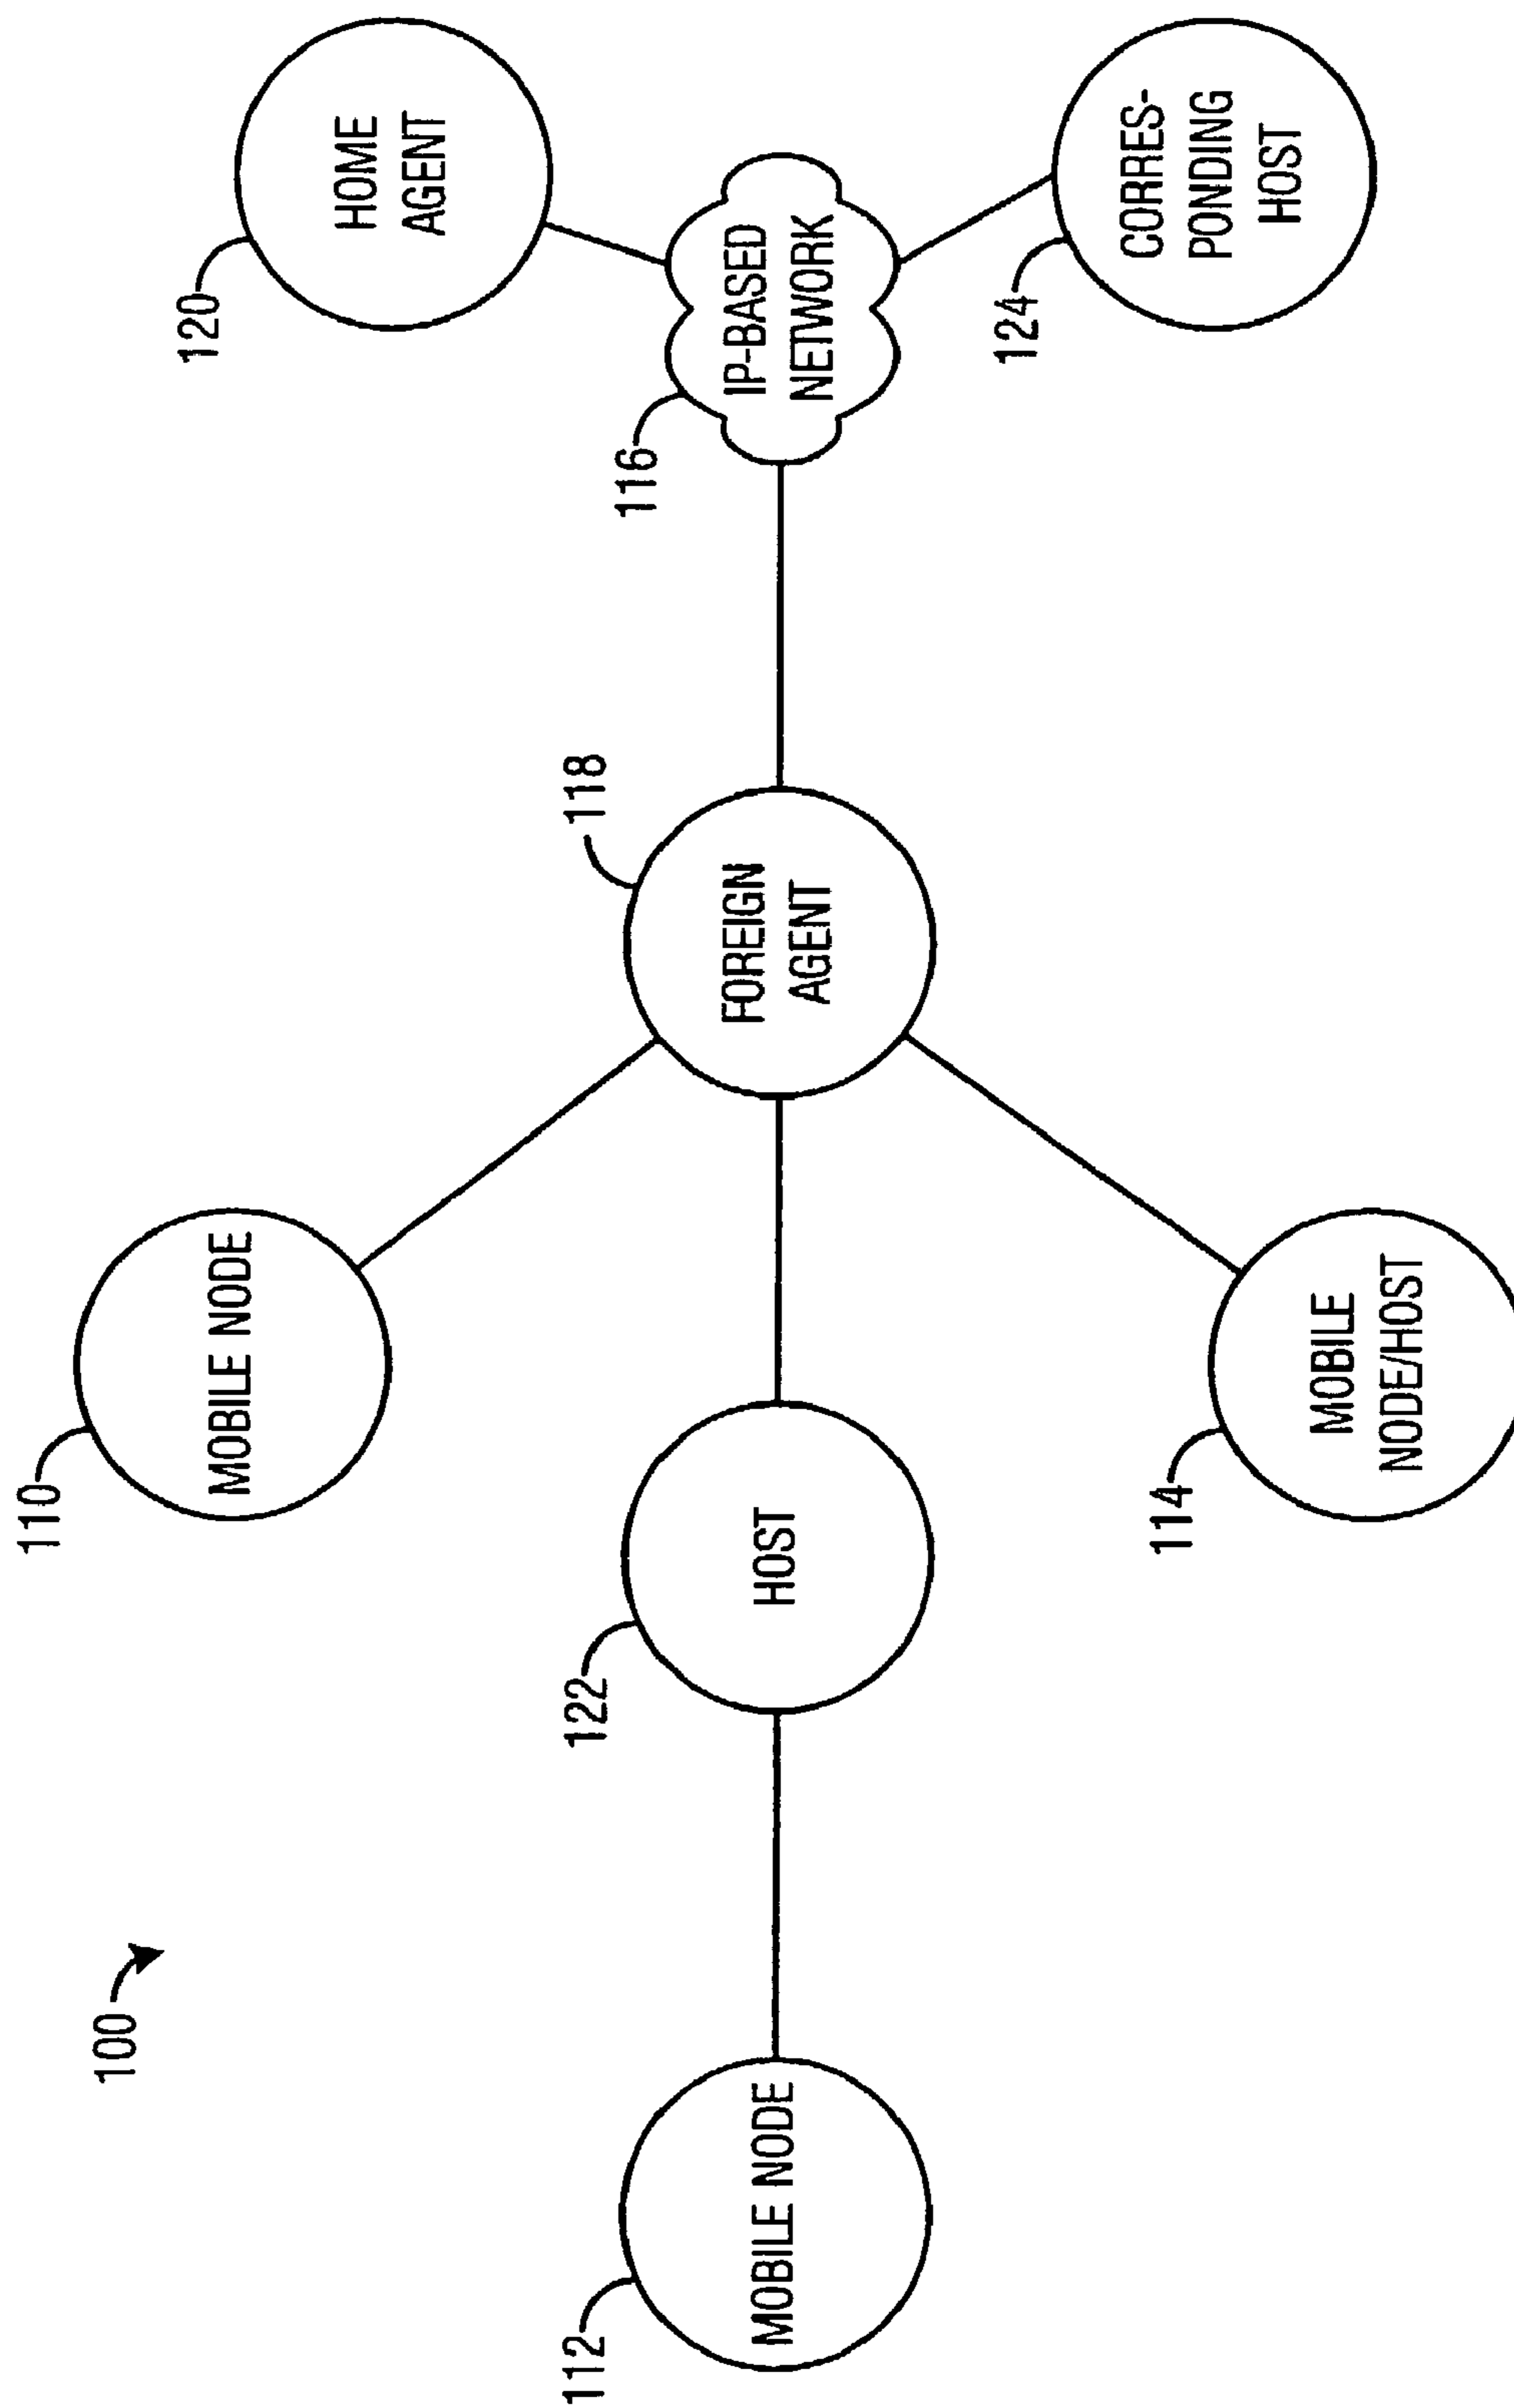 100
110
MOBILE NODE
120
HOME
AGENT
112
MOBILE NODE
122
HOST
118
FOREIGN
AGENT
116
IP-BASED
NETWORK
114
MOBILE
NODE/HOST
124
CORRES-
PONDING
HOST